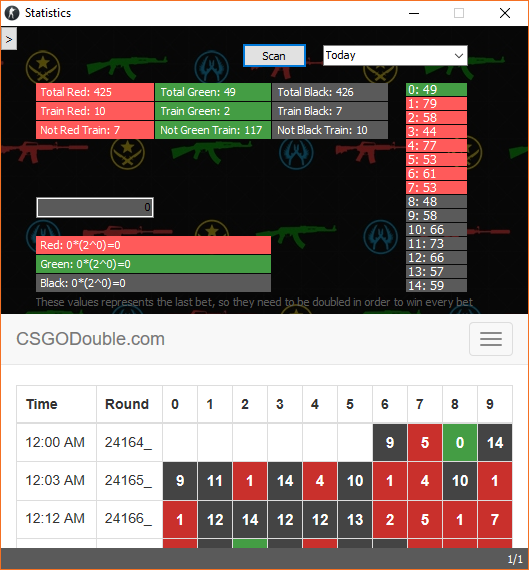 Statistics
>
Scan
Today
Total Red: 425 Total Green: 49 Total Black: 426
Train Red: 10 Train Green: 2 Train Black: 7
Not Red Train: 7 Not Green Train: 117 Not Black Train: 10
0: 49
1: 79
2: 58
3: 44
4: 77
5: 53
6: 61
7: 53
8: 48
9: 58
10: 66
11: 73
12: 66
13: 57
14: 59
0
Red: 0*(2^0)=0
Green: 0*(2^0)=0
Black: 0*(2^0)=0
These values represents the last bet, so they need to be doubled in order to win every bet
CSGODouble.com
Time Round 0 1 2 3 4 5 6 7 8 9
12:00 AM 24164_ 9 5 0 14
12:03 AM 24165_ 9 11 1 14 4 10 1 4 10 1
12:12 AM 24166_ 1 12 14 12 12 13 2 5 1 7
1/1